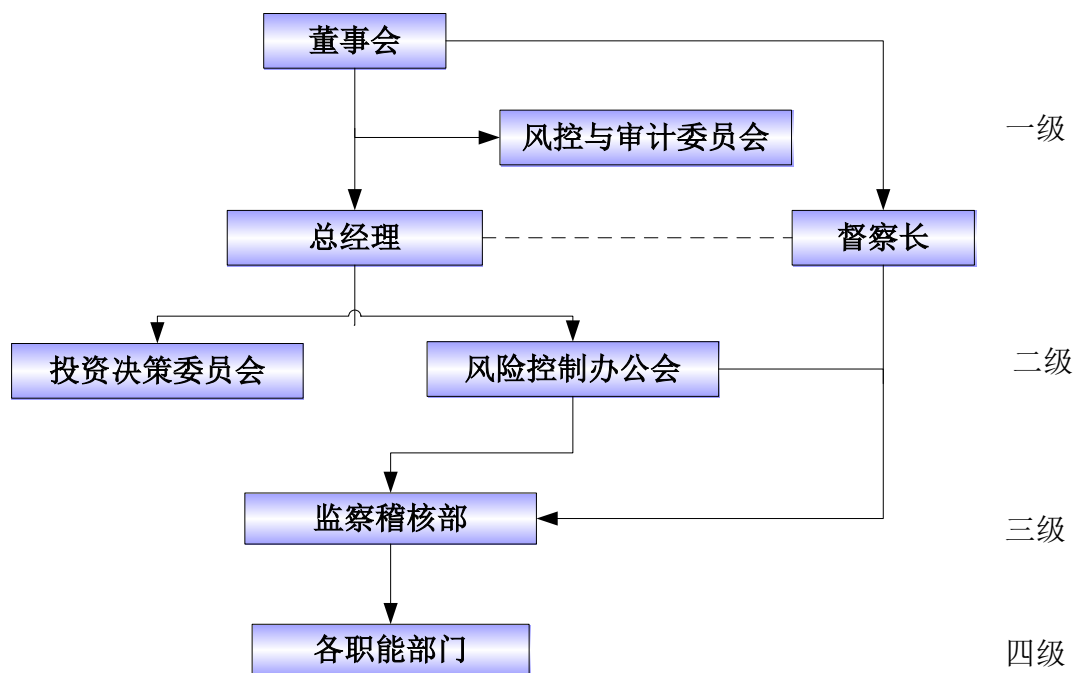 董事会
风控与审计委员会
一级
总经理
督察长
投资决策委员会
风险控制办公会
二级
监察稽核部
三级
各职能部门
四级